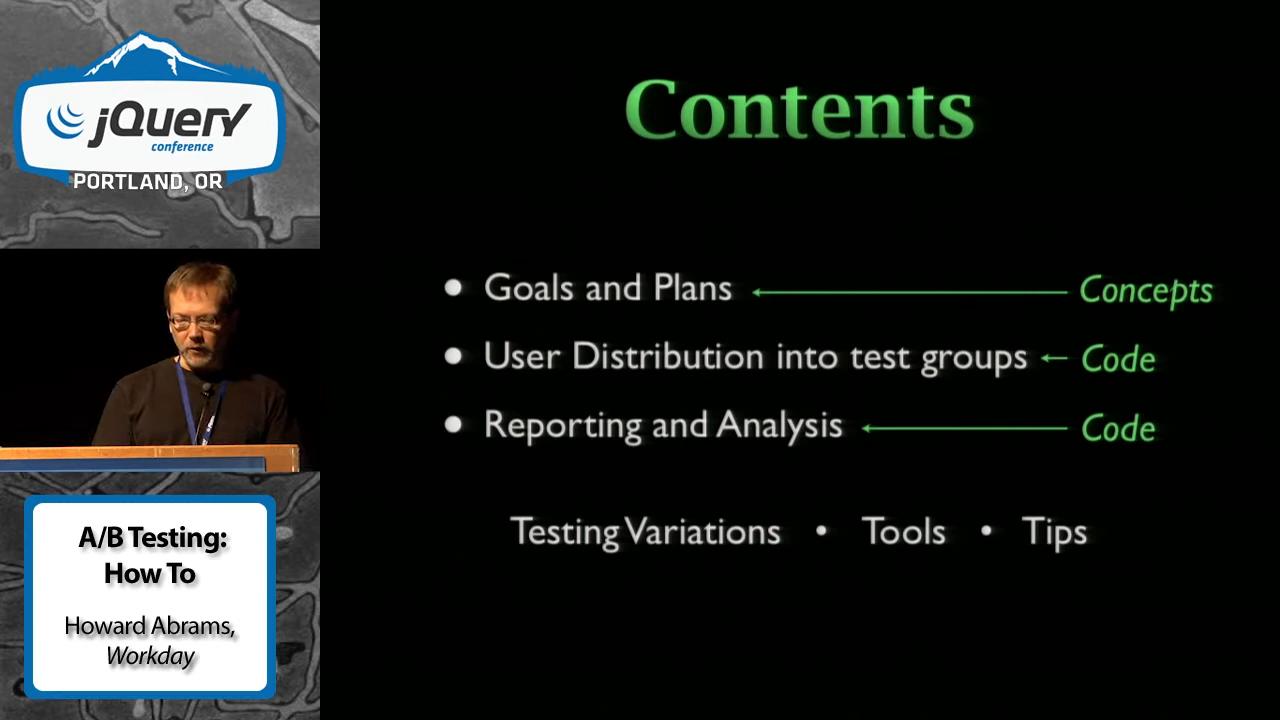 jQuery
conference
PORTLAND, OR
A/B Testing:
How To
Howard Abrams,
Workday
Contents
• Goals and Plans ← Concepts
• User Distribution into test groups ← Code
• Reporting and Analysis ← Code
Testing Variations • Tools • Tips